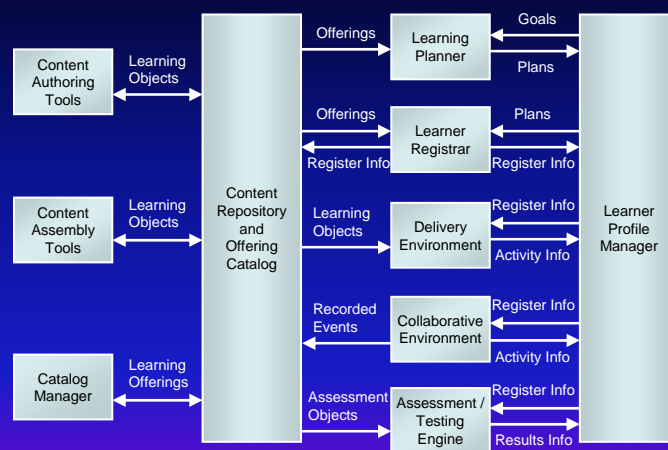 Content
Authoring
Tools
Learning
Objects
Content
Assembly
Tools
Learning
Objects
Catalog
Manager
Learning
Offerings
Content
Repository
and
Offering
Catalog
Offerings
Learning
Planner
Goals
Plans
Offerings
Register Info
Learner
Registrar
Plans
Register Info
Learning
Objects
Delivery
Environment
Register Info
Activity Info
Recorded
Events
Collaborative
Environment
Register Info
Activity Info
Assessment
Objects
Assessment /
Testing
Engine
Register Info
Results Info
Learner
Profile
Manager